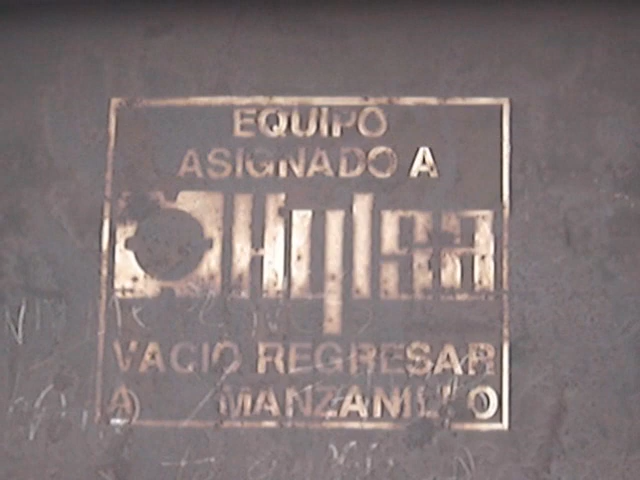 EQUIPO
ASIGNADO A
Hylsa
VACIO REGRESAR
A MANZANILLO